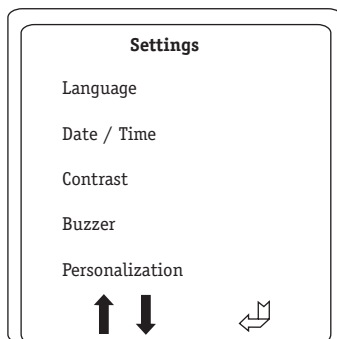 Settings
Language
Date / Time
Contrast
Buzzer
Personalization